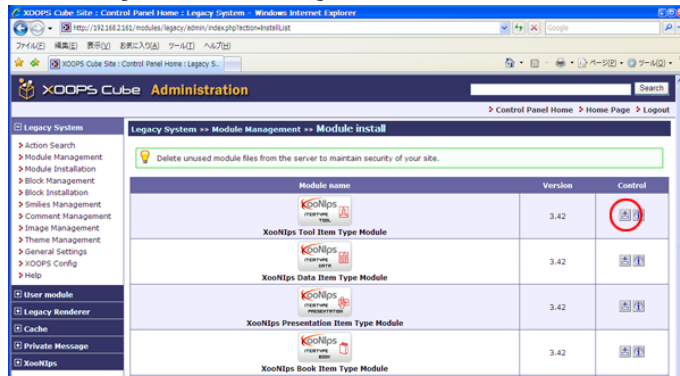 XOOPS Cube Site : Control Panel Home : Legacy System - Windows Internet Explorer
http://192.168.2.161/modules/legacy/admin/index.php?action=InstallList
Google
ファイル(F) 編集(E) 表示(V) お気に入り(A) ツール(T) ヘルプ(H)
XOOPS Cube Site : Control Panel Home : Legacy S..
ページ(P) ツール(O)
XOOPS Cube Administration
Search
Control Panel Home Home Page Logout
Legacy System
Action Search
Module Management
Module Installation
Block Management
Block Installation
Smilies Management
Comment Management
Image Management
Theme Management
General Settings
XOOPS Config
Help
User module
Legacy Renderer
Cache
Private Message
XooNIps
Legacy System »» Module Management »» Module install
Delete unused module files from the server to maintain security of your site.
Module name Version Control
XooNIps
ITEMTYPE
TOOL
XooNIps Tool Item Type Module
3.42
XooNIps
ITEMTYPE
DATA
XooNIps Data Item Type Module
3.42
XooNIps
ITEMTYPE
PRESENTATION
XooNIps Presentation Item Type Module
3.42
XooNIps
ITEMTYPE
BOOK
XooNIps Book Item Type Module
3.42